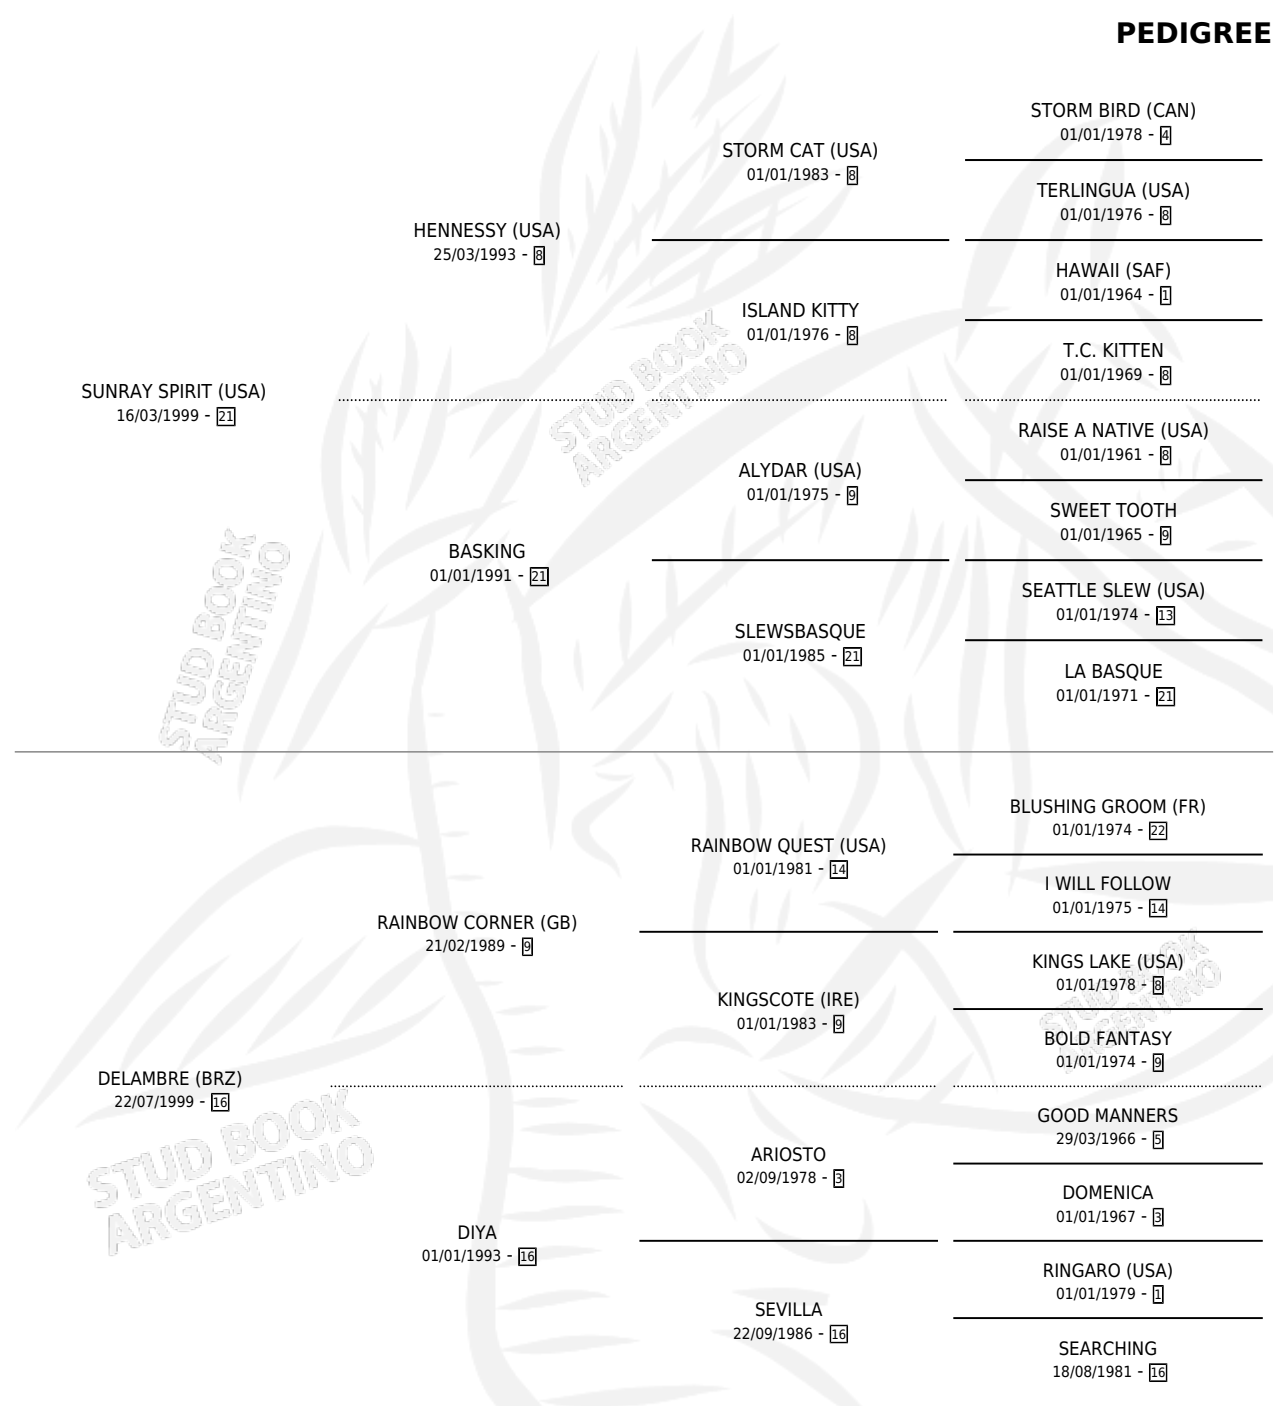 PEDIGREE
STORM BIRD (CAN)
01/01/1978 - 4
STORM CAT (USA)
01/01/1983 - 8
TERLINGUA (USA)
01/01/1976 - 8
HENNESSY (USA)
25/03/1993 - 8
HAWAII (SAF)
01/01/1964 - 1
ISLAND KITTY
01/01/1976 - 8
T.C. KITTEN
01/01/1969 - 8
SUNRAY SPIRIT (USA)
16/03/1999 - 21
RAISE A NATIVE (USA)
01/01/1961 - 8
ALYDAR (USA)
01/01/1975 - 9
SWEET TOOTH
01/01/1965 - 9
BASKING
01/01/1991 - 21
SEATTLE SLEW (USA)
01/01/1974 - 13
SLEWSBASQUE
01/01/1985 - 21
LA BASQUE
01/01/1971 - 21
BLUSHING GROOM (FR)
01/01/1974 - 22
RAINBOW QUEST (USA)
01/01/1981 - 14
I WILL FOLLOW
01/01/1975 - 14
RAINBOW CORNER (GB)
21/02/1989 - 9
KINGS LAKE (USA)
01/01/1978 - 8
KINGSCOTE (IRE)
01/01/1983 - 9
BOLD FANTASY
01/01/1974 - 9
DELAMBRE (BRZ)
22/07/1999 - 16
GOOD MANNERS
29/03/1966 - 5
ARIOSTO
02/09/1978 - 3
DOMENICA
01/01/1967 - 3
DIYA
01/01/1993 - 16
RINGARO (USA)
01/01/1979 - 1
SEVILLA
22/09/1986 - 16
SEARCHING
18/08/1981 - 16
STUD BOOK
ARGENTINO
STUD BOOK
ARGENTINO
STUD BOOK
ARGENTINO
STUD BOOK
ARGENTINO